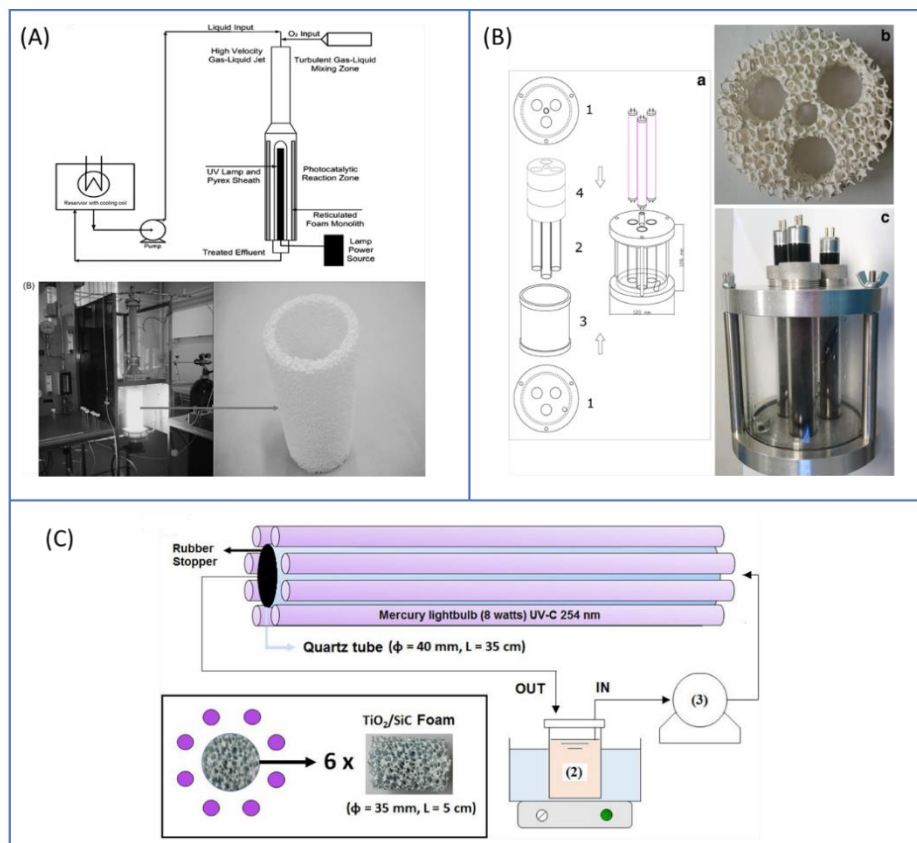 (A)
Liquid Input
O₂ Input
High Velocity
Gas-Liquid Jet
Turbulent Gas-Liquid
Mixing Zone
UV Lamp and
Pyrex Sheath
Photocatalytic
Reaction Zone
Reservoir with cooling coil
Pump
Reticulated
Foam Monolith
Treated Effluent
Lamp
Power
Source
(B)
(B)
a
1
4
2
3
1
120 mm
b
c
(C)
Rubber
Stopper
Mercury lightbulb (8 watts) UV-C 254 nm
Quartz tube (ϕ = 40 mm, L = 35 cm)
OUT
IN
(3)
(2)
TiO₂/SiC Foam
6 x
(ϕ = 35 mm, L = 5 cm)